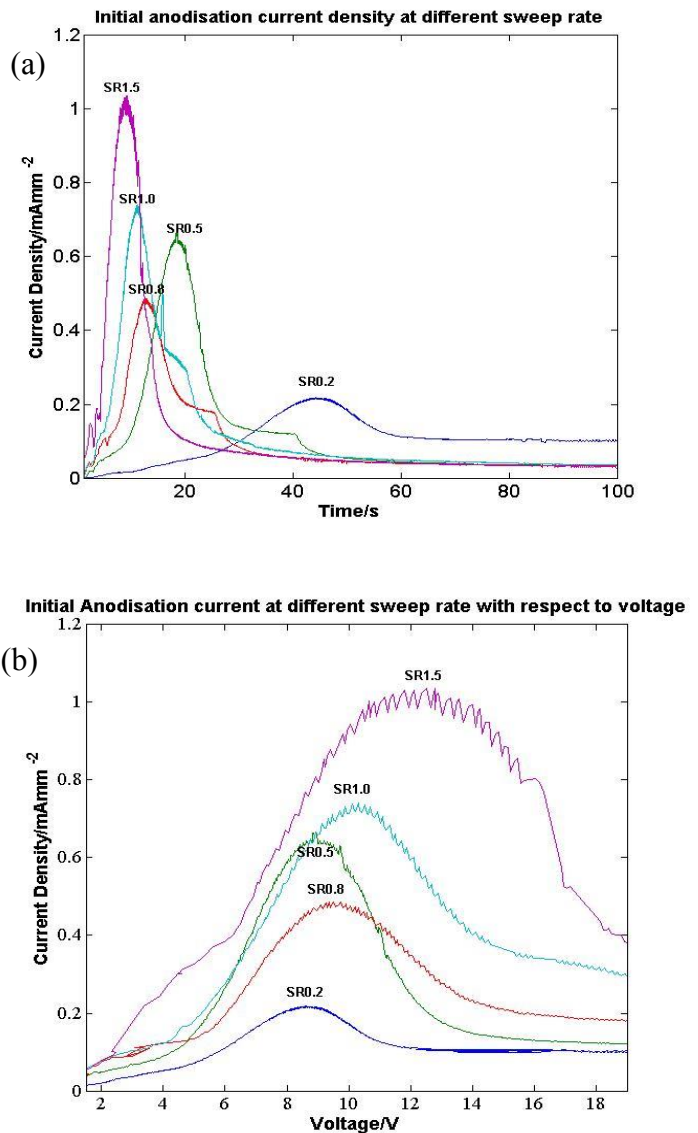 Initial anodisation current density at different sweep rate
(a)
1.2
1
0.8
0.6
0.4
0.2
0
Current Density/mAmm-2
SR1.5
SR1.0
SR0.5
SR0.8
SR0.2
20
40
60
80
100
Time/s
Initial Anodisation current at different sweep rate with respect to voltage
(b)
1.2
1
0.8
0.6
0.4
0.2
0
Current Density/mAmm-2
SR1.5
SR1.0
SR0.5
SR0.8
SR0.2
2
4
6
8
10
12
14
16
18
Voltage/V